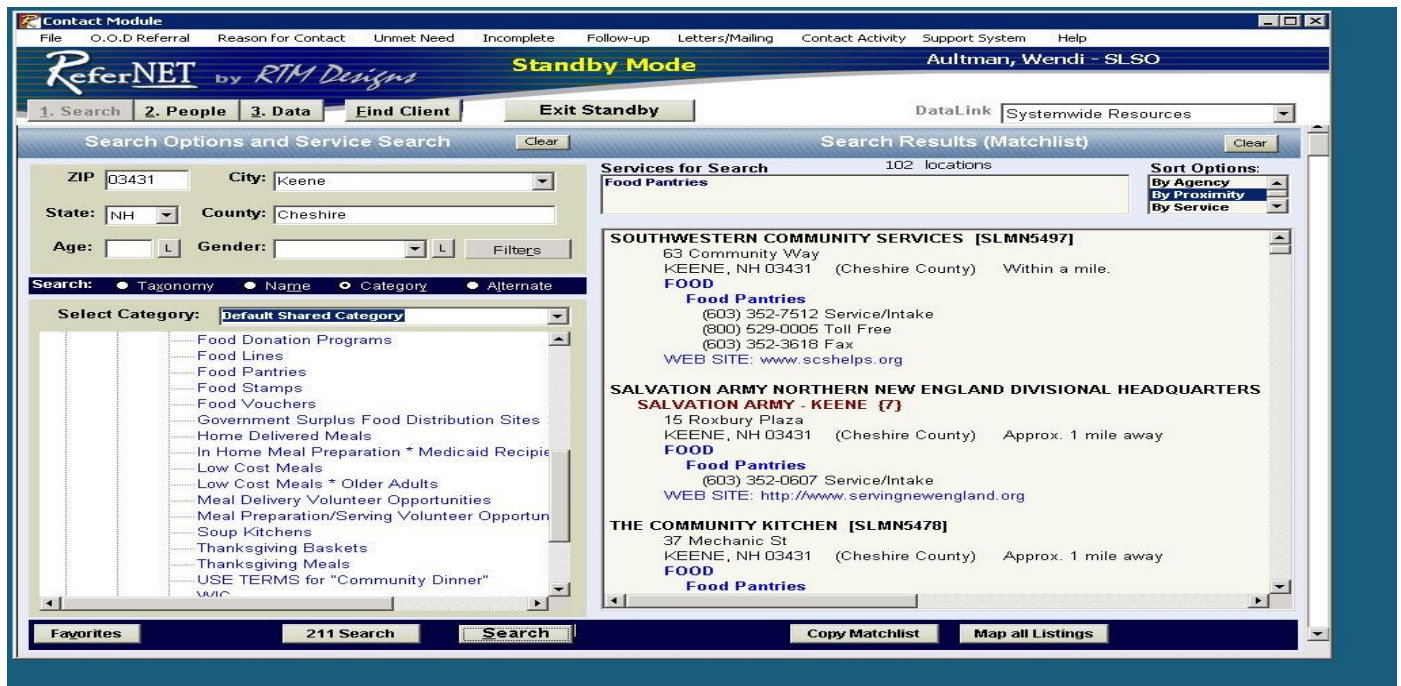 Contact Module
File O.O.D Referral Reason for Contact Unmet Need Incomplete Follow-up Letters/Mailing Contact Activity Support System Help
ReferNET by RTM Designs
Standby Mode
Aultman, Wendi - SLSO
1. Search 2. People 3. Data Find Client Exit Standby
DataLink Systemwide Resources
Search Options and Service Search Clear
ZIP 03431 City: Keene
State: NH County: Cheshire
Age: L Gender: L Filters
Search: Taxonomy Name Category Alternate
Select Category: Default Shared Category
Food Donation Programs
Food Lines
Food Pantries
Food Stamps
Food Vouchers
Government Surplus Food Distribution Sites
Home Delivered Meals
In Home Meal Preparation * Medicaid Recipie
Low Cost Meals
Low Cost Meals * Older Adults
Meal Delivery Volunteer Opportunities
Meal Preparation/Serving Volunteer Opportun
Soup Kitchens
Thanksgiving Baskets
Thanksgiving Meals
USE TERMS for "Community Dinner"
WIC
Favorites 211 Search Search
Search Results (Matchlist) Clear
Services for Search 102 locations Sort Options:
Food Pantries
By Agency
By Proximity
By Service
SOUTHWESTERN COMMUNITY SERVICES [SLMN5497]
63 Community Way
KEENE, NH 03431 (Cheshire County) Within a mile.
FOOD
Food Pantries
(603) 352-7512 Service/Intake
(800) 529-0005 Toll Free
(603) 352-3618 Fax
WEB SITE: www.scshelps.org
SALVATION ARMY NORTHERN NEW ENGLAND DIVISIONAL HEADQUARTERS
SALVATION ARMY - KEENE {7}
15 Roxbury Plaza
KEENE, NH 03431 (Cheshire County) Approx. 1 mile away
FOOD
Food Pantries
(603) 352-0607 Service/Intake
WEB SITE: http://www.servingnewengland.org
THE COMMUNITY KITCHEN [SLMN5478]
37 Mechanic St
KEENE, NH 03431 (Cheshire County) Approx. 1 mile away
FOOD
Food Pantries
Copy Matchlist Map all Listings